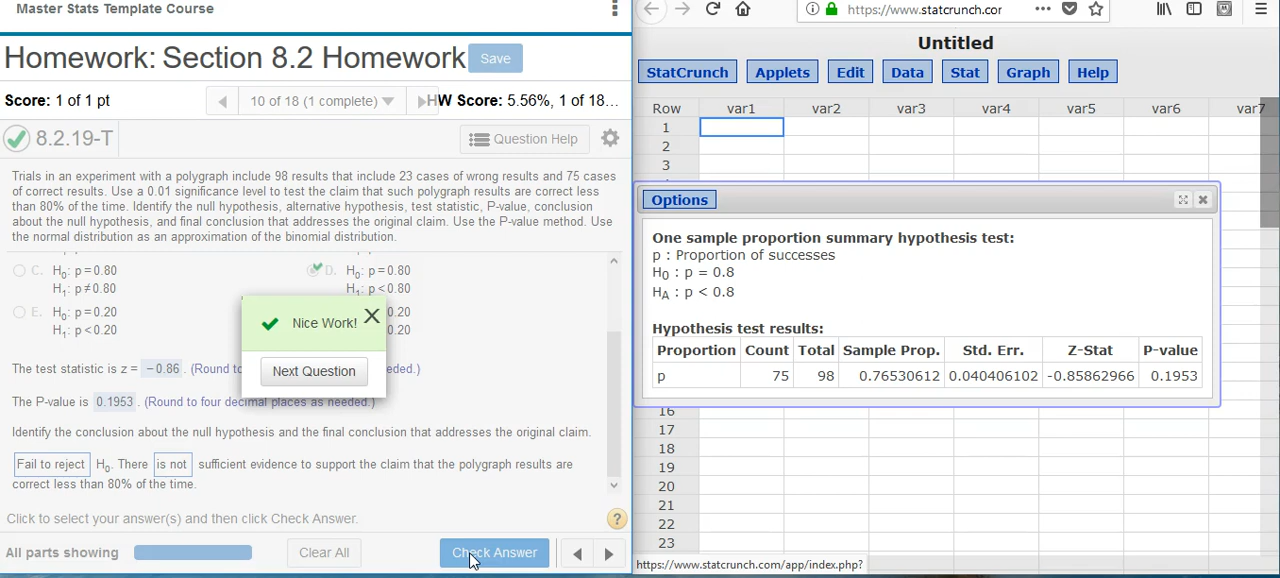 Master Stats Template Course
Homework: Section 8.2 Homework
Save
Score: 1 of 1 pt
10 of 18 (1 complete)
HW Score: 5.56%, 1 of 18...
8.2.19-T
Question Help
Trials in an experiment with a polygraph include 98 results that include 23 cases of wrong results and 75 cases
of correct results. Use a 0.01 significance level to test the claim that such polygraph results are correct less
than 80% of the time. Identify the null hypothesis, alternative hypothesis, test statistic, P-value, conclusion
about the null hypothesis, and final conclusion that addresses the original claim. Use the P-value method. Use
the normal distribution as an approximation of the binomial distribution.
C. H0: p = 0.80
H1: p ≠ 0.80
D. H0: p = 0.80
H1: p < 0.80
E. H0: p = 0.20
H1: p < 0.20
0.20
0.20
Nice Work!
Next Question
The test statistic is z = −0.86 . (Round to eded.)
The P-value is 0.1953 . (Round to four decimal places as needed.)
Identify the conclusion about the null hypothesis and the final conclusion that addresses the original claim.
Fail to reject H0. There is not sufficient evidence to support the claim that the polygraph results are
correct less than 80% of the time.
Click to select your answer(s) and then click Check Answer.
?
All parts showing
Clear All
Check Answer
https://www.statcrunch.cor
Untitled
StatCrunch Applets Edit Data Stat Graph Help
Row var1 var2 var3 var4 var5 var6 var7
1
2
3
4
Options
One sample proportion summary hypothesis test:
p : Proportion of successes
H0 : p = 0.8
HA : p < 0.8
Hypothesis test results:
Proportion Count Total Sample Prop. Std. Err. Z-Stat P-value
p 75 98 0.76530612 0.040406102 -0.85862966 0.1953
16
17
18
19
20
21
22
23
https://www.statcrunch.com/app/index.php?